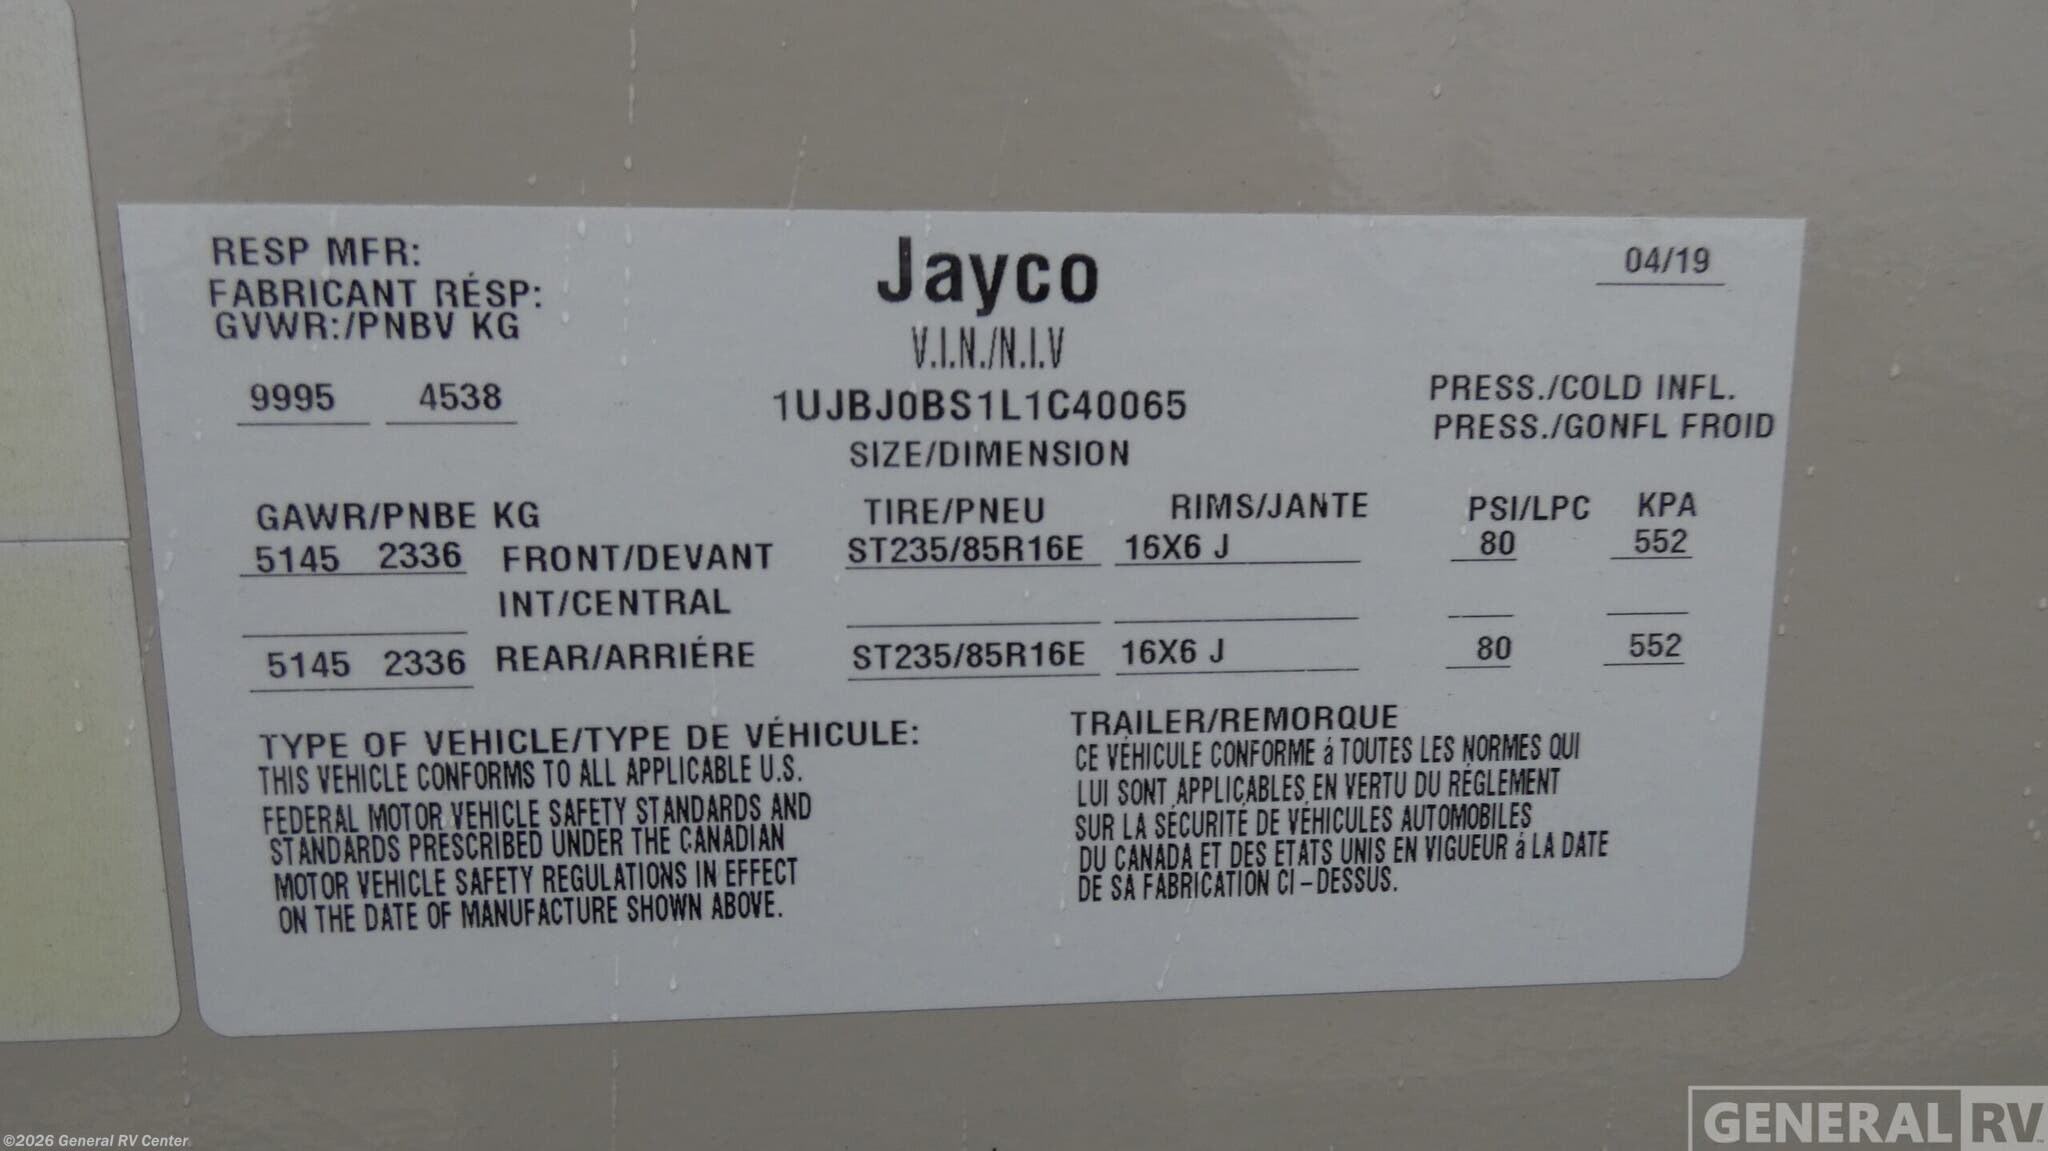 RESP MFR:
FABRICANT RÉSP:
GVWR:/PNBV KG
Jayco
04/19
V.I.N./N.I.V
9995 4538
1UJBJ0BS1L1C40065
PRESS./COLD INFL.
PRESS./GONFL FROID
SIZE/DIMENSION
GAWR/PNBE KG TIRE/PNEU RIMS/JANTE PSI/LPC KPA
5145 2336 FRONT/DEVANT ST235/85R16E 16X6 J 80 552
INT/CENTRAL
5145 2336 REAR/ARRIÉRE ST235/85R16E 16X6 J 80 552
TYPE OF VEHICLE/TYPE DE VÉHICULE:
THIS VEHICLE CONFORMS TO ALL APPLICABLE U.S.
FEDERAL MOTOR VEHICLE SAFETY STANDARDS AND
STANDARDS PRESCRIBED UNDER THE CANADIAN
MOTOR VEHICLE SAFETY REGULATIONS IN EFFECT
ON THE DATE OF MANUFACTURE SHOWN ABOVE.
TRAILER/REMORQUE
CE VÉHICULE CONFORME á TOUTES LES NORMES QUI
LUI SONT APPLICABLES EN VERTU DU RÉGLEMENT
SUR LA SÉCURITÉ DE VÉHICULES AUTOMOBILES
DU CANADA ET DES ETATS UNIS EN VIGUEUR á LA DATE
DE SA FABRICATION CI-DESSUS.
©2026 General RV Center
GENERAL RV